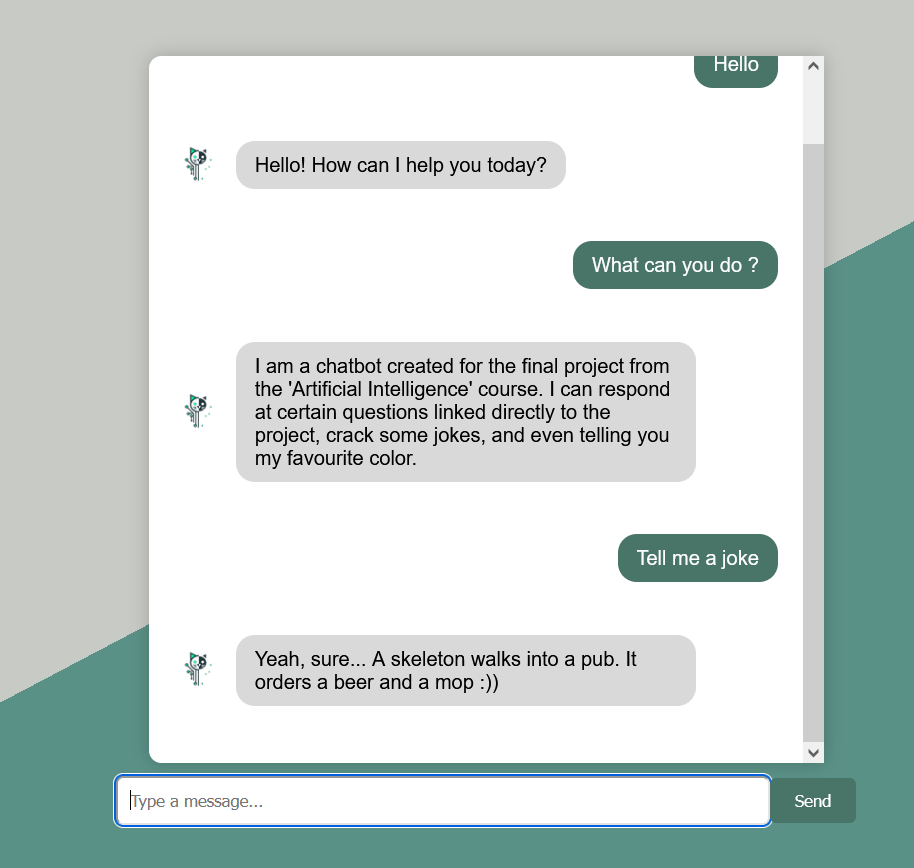 Hello
Hello! How can I help you today?
What can you do ?
I am a chatbot created for the final project from
the 'Artificial Intelligence' course. I can respond
at certain questions linked directly to the
project, crack some jokes, and even telling you
my favourite color.
Tell me a joke
Yeah, sure... A skeleton walks into a pub. It
orders a beer and a mop :))
Type a message...
Send